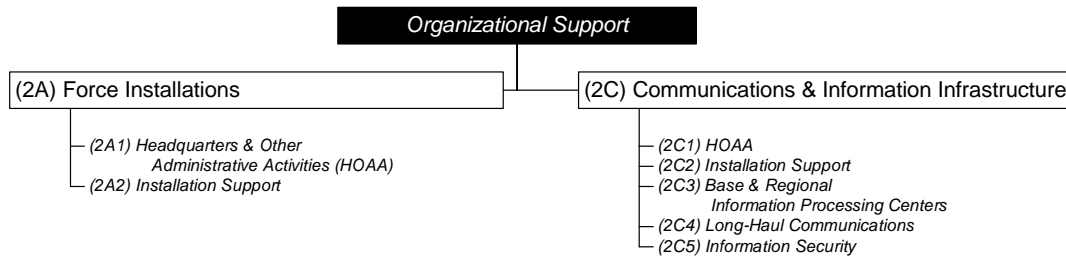 Organizational Support
(2A) Force Installations
(2A1) Headquarters & Other
Administrative Activities (HOAA)
(2A2) Installation Support
(2C) Communications & Information Infrastructure
(2C1) HOAA
(2C2) Installation Support
(2C3) Base & Regional
Information Processing Centers
(2C4) Long-Haul Communications
(2C5) Information Security